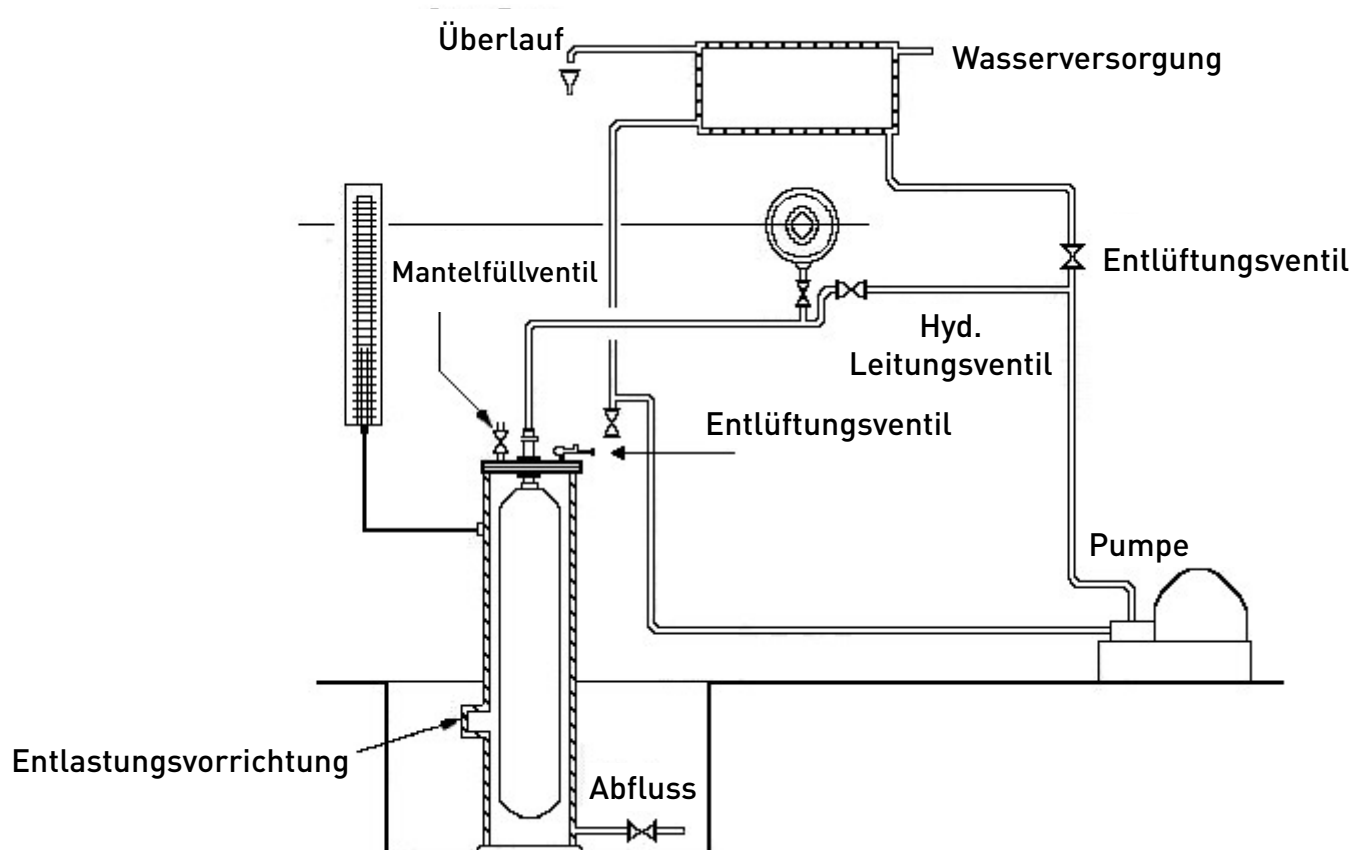 Überlauf
Wasserversorgung
Mantelfüllventil
Entlüftungsventil
Hyd.
Leitungsventil
Entlüftungsventil
Pumpe
Entlastungsvorrichtung
Abfluss